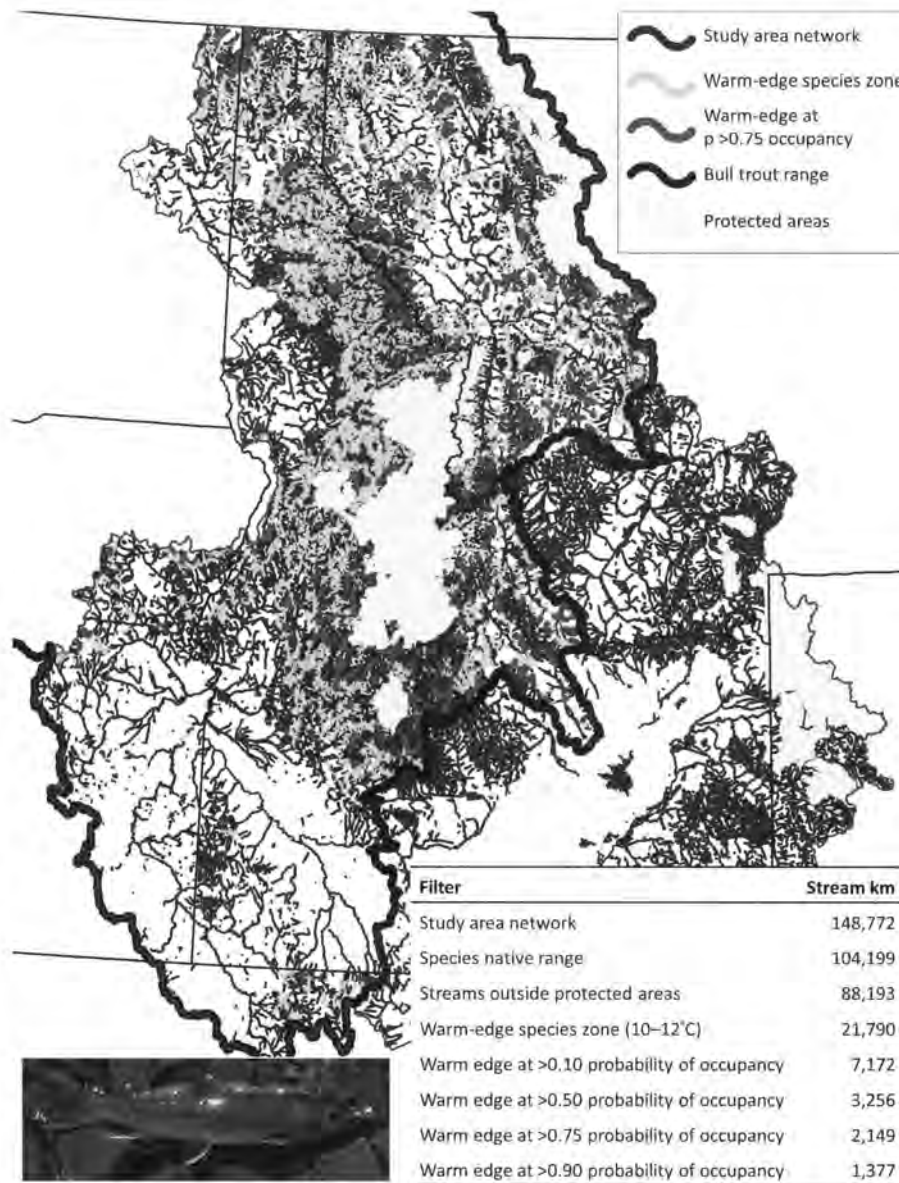 Study area network
Warm-edge species zone
Warm-edge at
p >0.75 occupancy
Bull trout range
Protected areas
Filter Stream km
Study area network 148,772
Species native range 104,199
Streams outside protected areas 88,193
Warm-edge species zone (10–12°C) 21,790
Warm edge at >0.10 probability of occupancy 7,172
Warm edge at >0.50 probability of occupancy 3,256
Warm edge at >0.75 probability of occupancy 2,149
Warm edge at >0.90 probability of occupancy 1,377